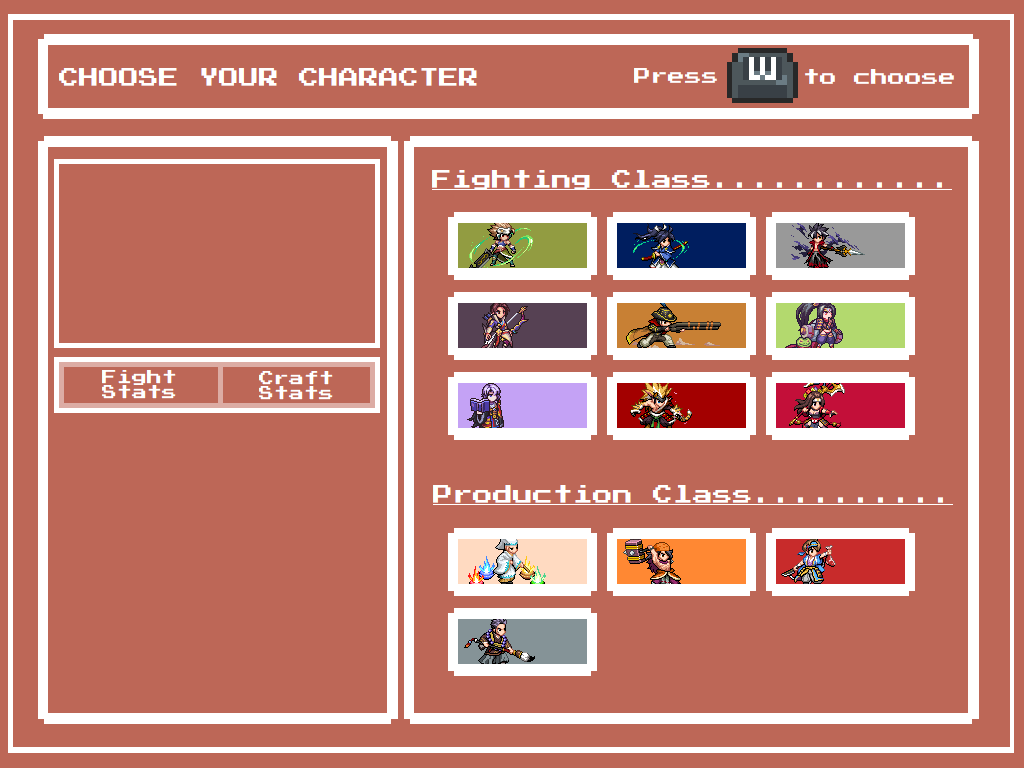 CHOOSE YOUR CHARACTER
Press W to choose
Fighting Class............
Fight Stats
Craft Stats
Production Class..........